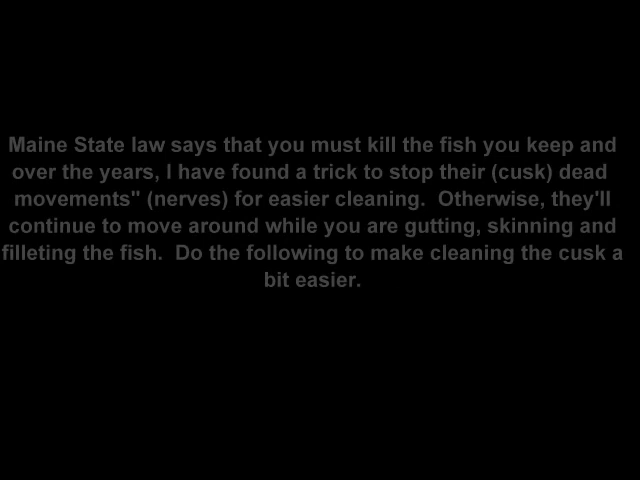 Maine State law says that you must kill the fish you keep and
over the years, I have found a trick to stop their (cusk) dead
movements" (nerves) for easier cleaning.  Otherwise, they'll
continue to move around while you are gutting, skinning and
filleting the fish.  Do the following to make cleaning the cusk a
bit easier.